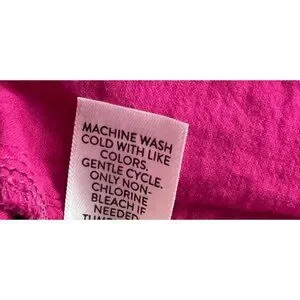 MACHINE WASH
COLD WITH LIKE
COLORS.
GENTLE CYCLE.
ONLY NON-
CHLORINE
BLEACH IF
NEEDED